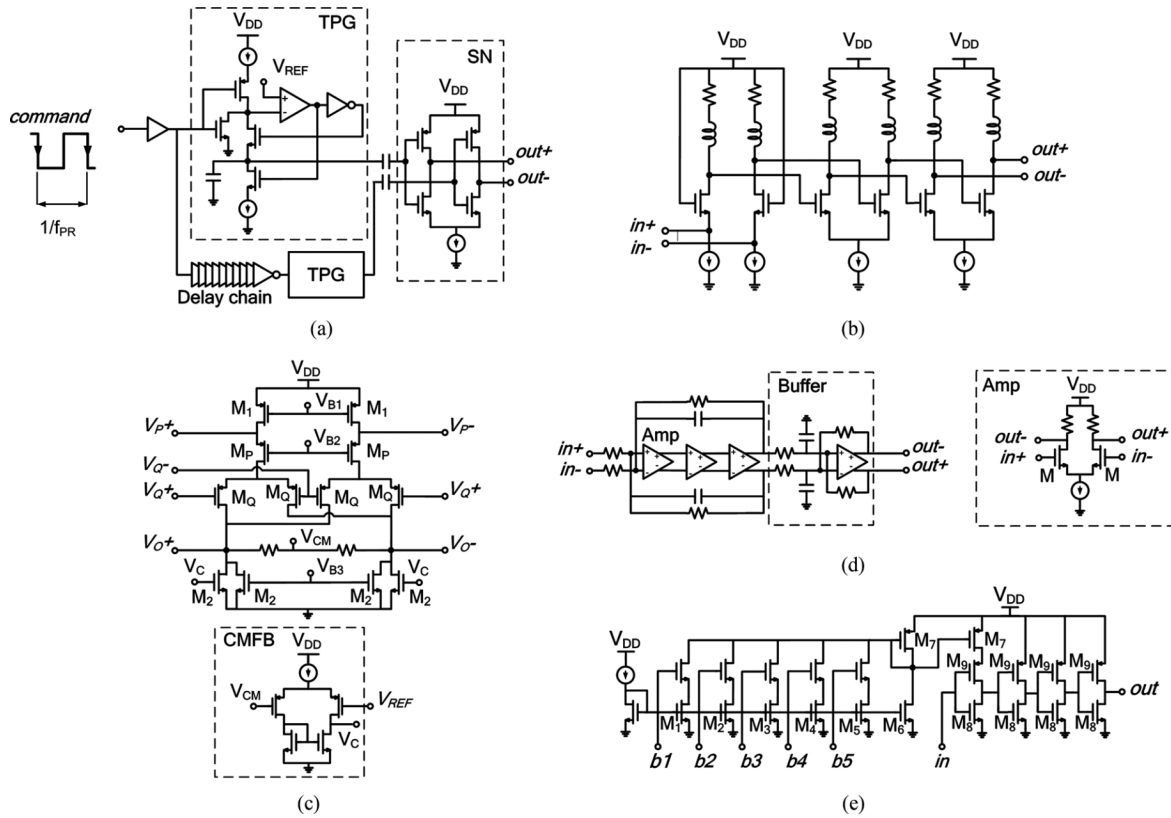 TPG
V_DD
V_REF
SN
V_DD
command
1/f_PR
+
-
out+
out-
TPG
Delay chain
(a)
V_DD
V_DD
V_DD
out+
out-
in+
in-
(b)
V_DD
M_1
V_B1
M_1
V_P+
V_P-
M_P
V_B2
M_P
V_Q-
V_Q+
M_Q
M_Q
M_Q
M_Q
V_Q+
V_O+
V_CM
V_O-
V_C
V_B3
V_C
M_2
M_2
M_2
M_2
CMFB
V_DD
V_CM
V_REF
V_C
(c)
Buffer
Amp
in+
in-
+
-
+
-
+
-
+
-
out-
out+
Amp
V_DD
out-
out+
in+
in-
M
M
(d)
V_DD
V_DD
M_7
M_7
M_9
M_9
M_9
M_9
out
M_1
M_2
M_3
M_4
M_5
M_6
M_8
M_8
M_8
M_8
b1
b2
b3
b4
b5
in
(e)